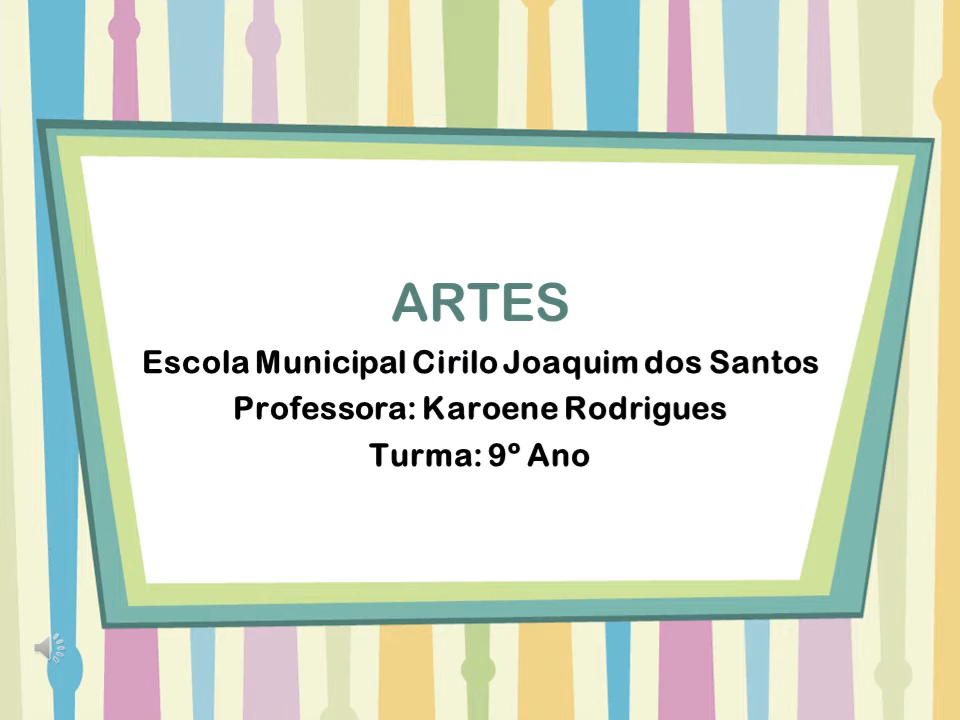 ARTES
Escola Municipal Cirilo Joaquim dos Santos
Professora: Karoene Rodrigues
Turma: 9º Ano